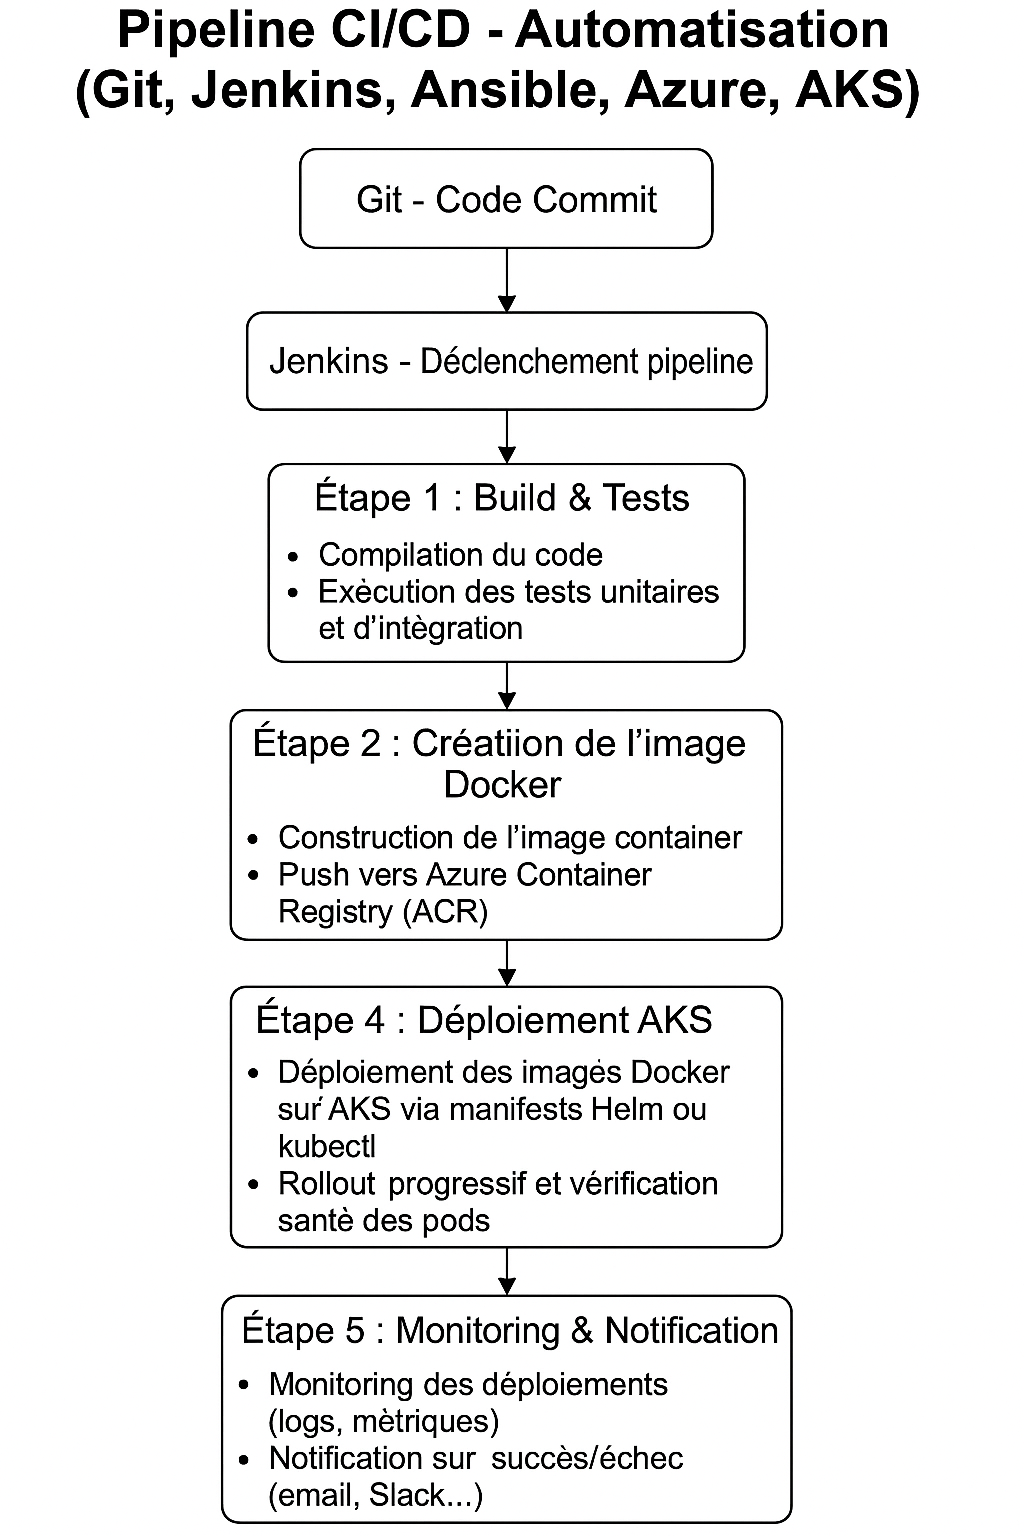 Pipeline CI/CD - Automatisation
(Git, Jenkins, Ansible, Azure, AKS)
Git - Code Commit
Jenkins - Déclenchement pipeline
Étape 1 : Build & Tests
• Compilation du code
• Exècution des tests unitaires
et d’intègration
Étape 2 : Créatiion de l’image
Docker
• Construction de l’image container
• Push vers Azure Container
Registry (ACR)
Étape 4 : Déploiement AKS
• Déploiement des imagės Docker
suŕ AKS via manifests Helm ou
kubectl
• Rollout progressif et vérification
santè des pods
Étape 5 : Monitoring & Notification
• Monitoring des déploiements
(logs, mètriques)
• Notification sur succès/échec
(email, Slack...)